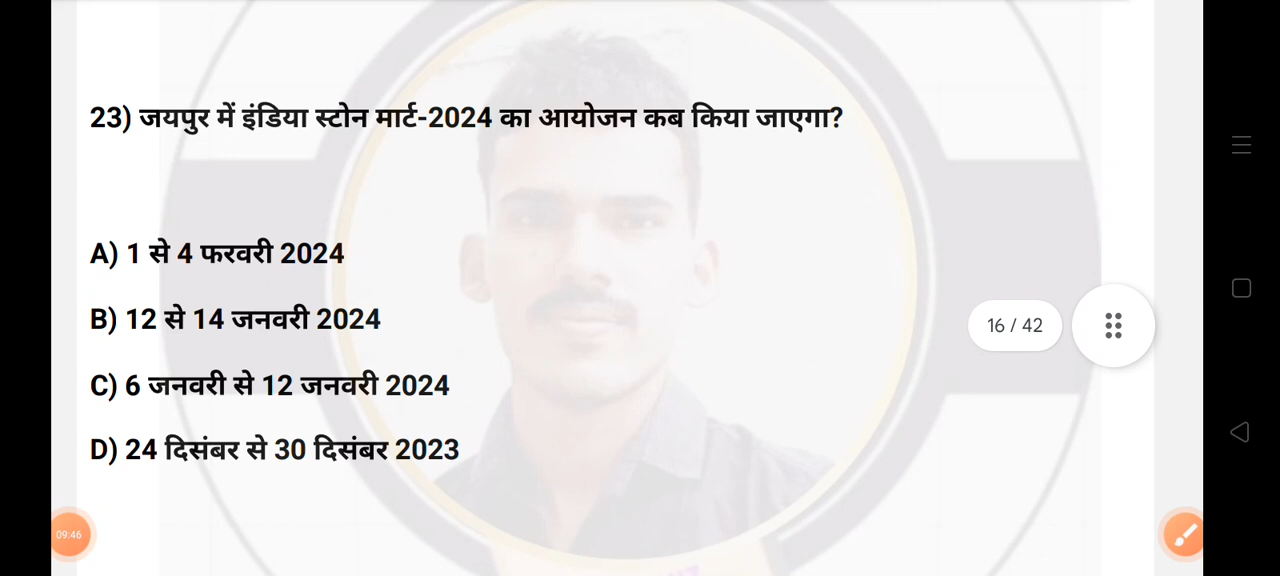 23) जयपुर में इंडिया स्टोन मार्ट-2024 का आयोजन कब किया जाएगा?
A) 1 से 4 फरवरी 2024
B) 12 से 14 जनवरी 2024
16 / 42
C) 6 जनवरी से 12 जनवरी 2024
D) 24 दिसंबर से 30 दिसंबर 2023
09:46